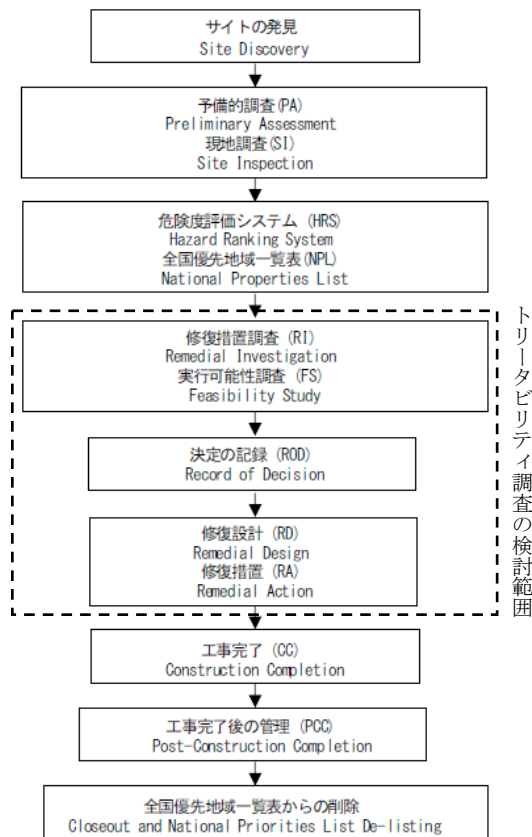 サイトの発見
Site Discovery
予備的調査(PA)
Preliminary Assessment
現地調査(SI)
Site Inspection
危険度評価システム (HRS)
Hazard Ranking System
全国優先地域一覧表(NPL)
National Properties List
修復措置調査 (RI)
Remedial Investigation
実行可能性調査 (FS)
Feasibility Study
決定の記録 (ROD)
Record of Decision
修復設計 (RD)
Remedial Design
修復措置 (RA)
Remedial Action
トリータビリティ調査の検討範囲
工事完了 (CC)
Construction Completion
工事完了後の管理 (PCC)
Post-Construction Completion
全国優先地域一覧表からの削除
Closeout and National Priorities List De-listing